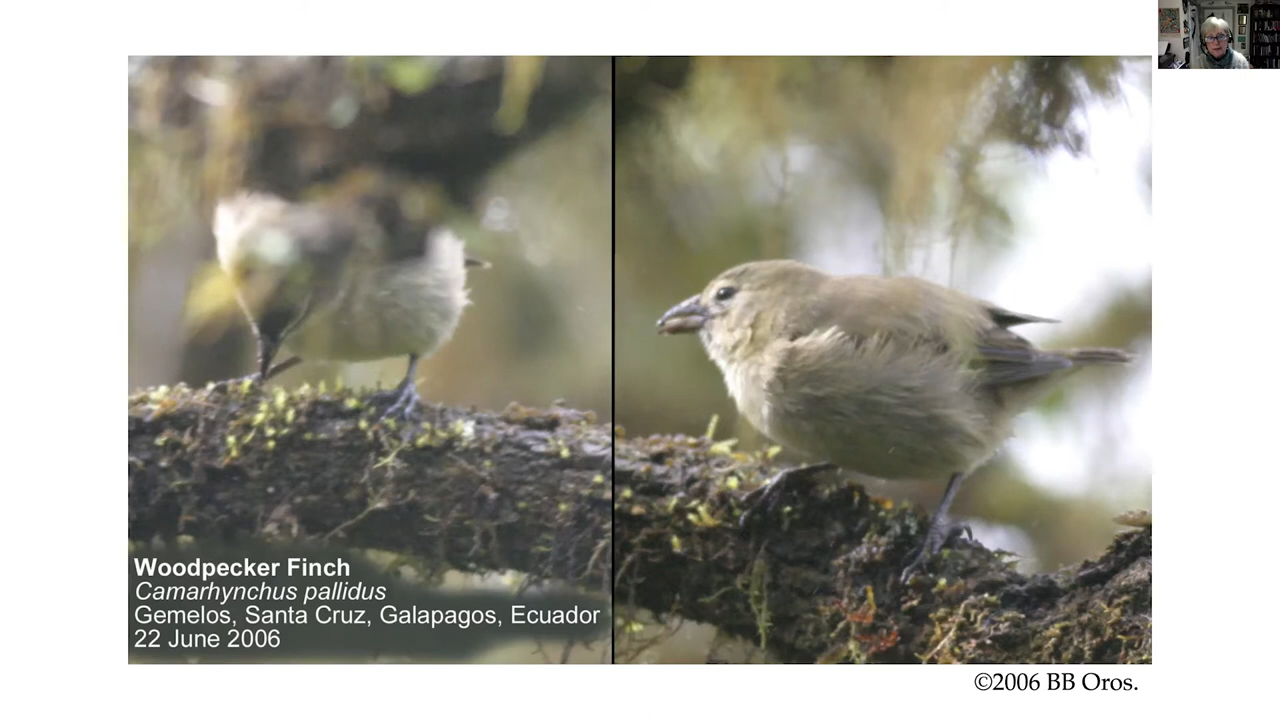 Woodpecker Finch
Camarhynchus pallidus
Gemelos, Santa Cruz, Galapagos, Ecuador
22 June 2006
©2006 BB Oros.